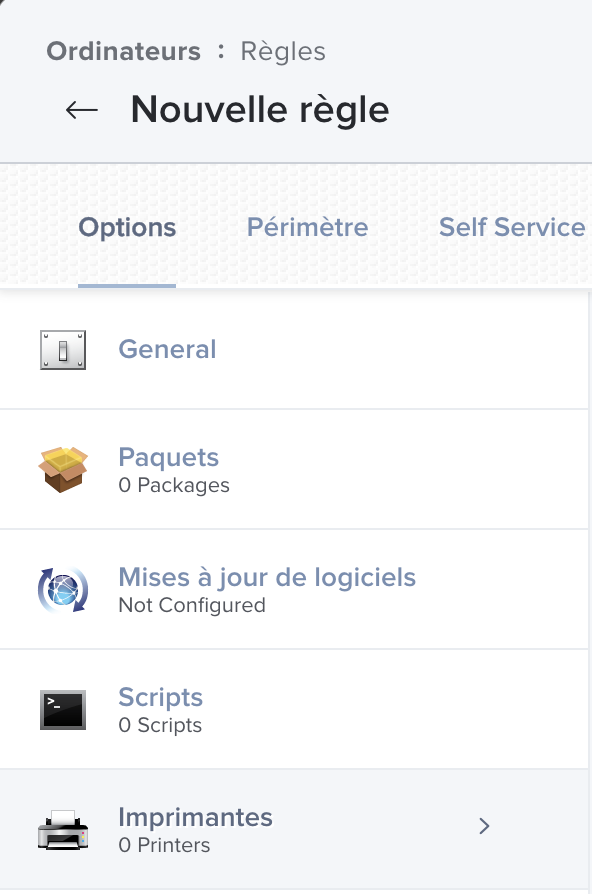 Ordinateurs : Règles
← Nouvelle règle
Options Périmètre Self Service
General
Paquets
0 Packages
Mises à jour de logiciels
Not Configured
>_
Scripts
0 Scripts
Imprimantes
0 Printers